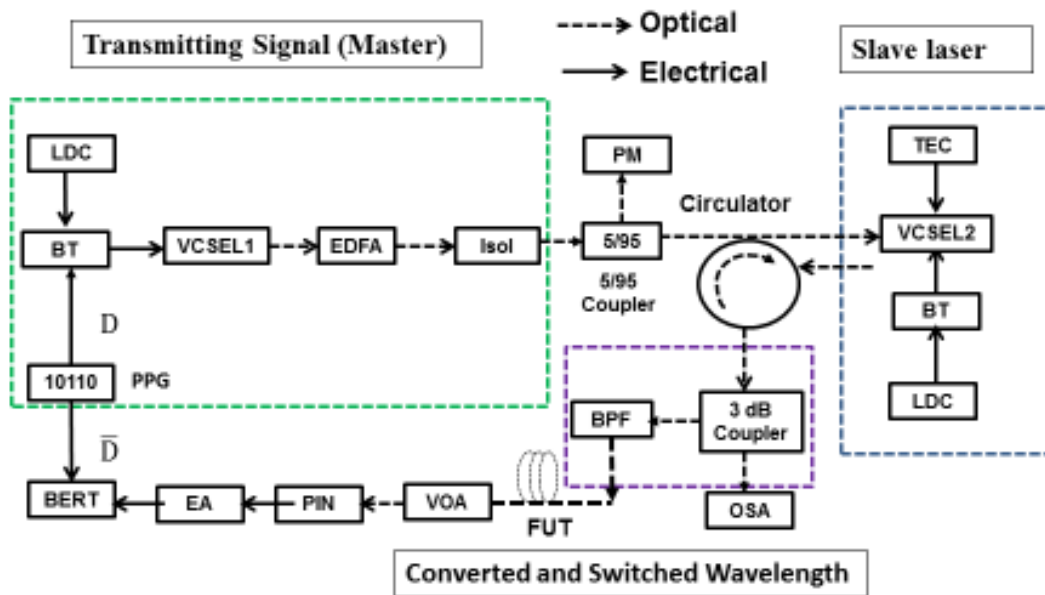 Transmitting Signal (Master)
Optical
Electrical
Slave laser
LDC
BT
VCSEL1
EDFA
Isol
D
10110
PPG
D̅
PM
5/95
5/95
Coupler
Circulator
TEC
VCSEL2
BT
LDC
3 dB
Coupler
BPF
OSA
BERT
EA
PIN
VOA
FUT
Converted and Switched Wavelength